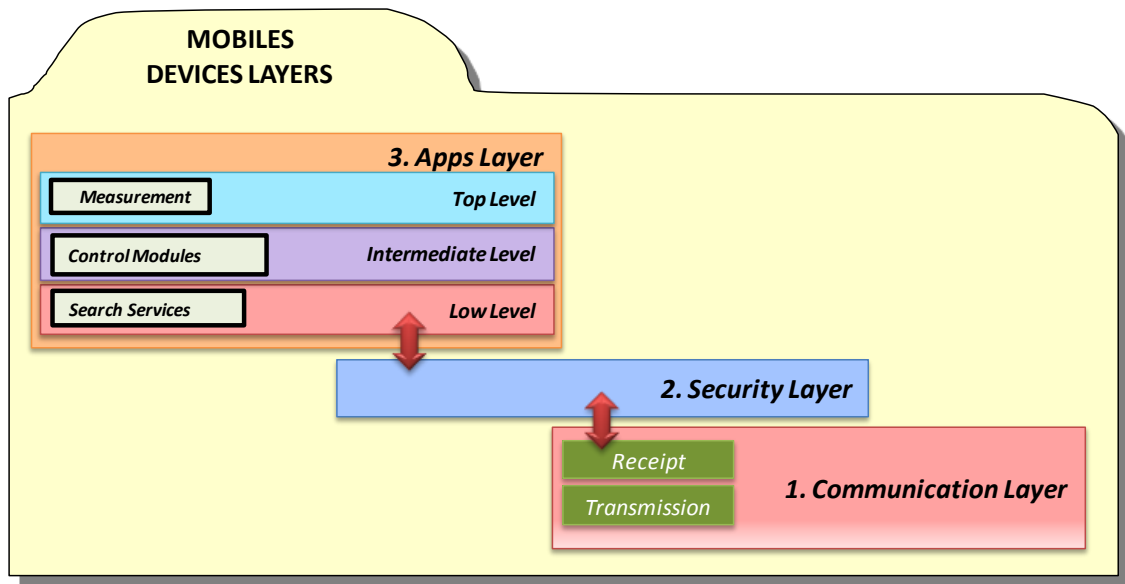 MOBILES
DEVICES LAYERS
3. Apps Layer
Measurement
Top Level
Control Modules
Intermediate Level
Search Services
Low Level
2. Security Layer
Receipt
1. Communication Layer
Transmission